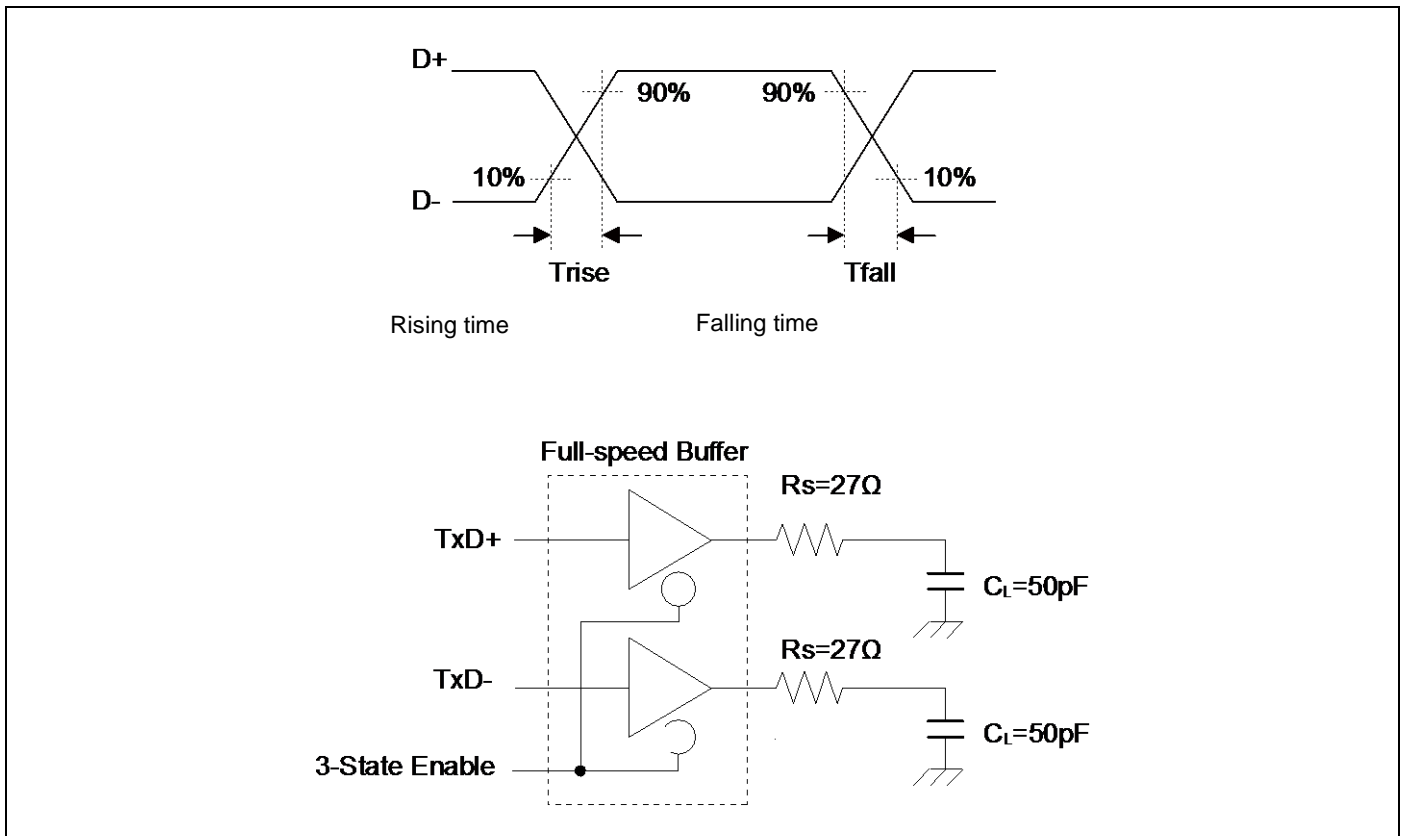 D+
90% 90%
10% 10%
D-
Trise Tfall
Rising time Falling time
Full-speed Buffer
Rs=27Ω
TxD+
CL=50pF
Rs=27Ω
TxD-
CL=50pF
3-State Enable